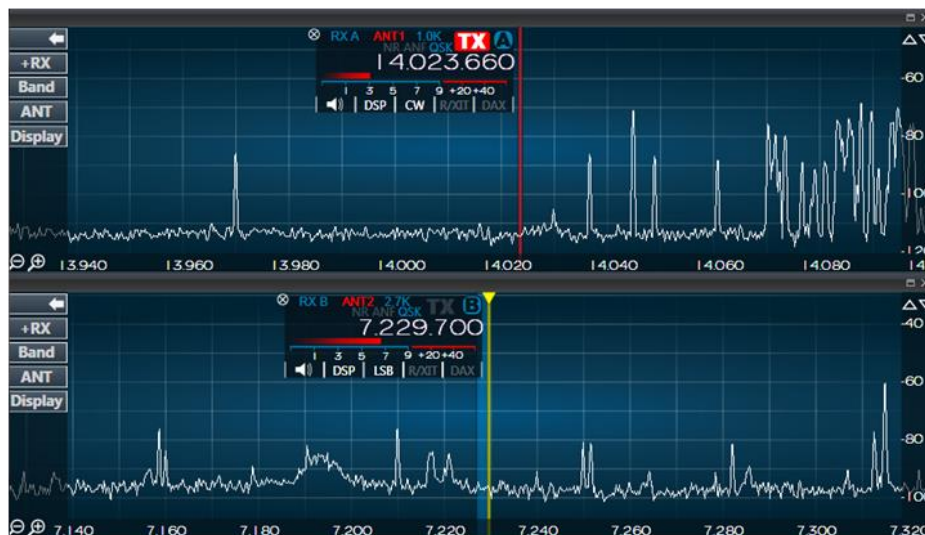 RX A ANT1 1.0K TX A
NR ANF QSK
14.023.660
+RX
Band
ANT
Display
1 3 5 7 9 +20 +40
DSP CW R/XIT DAX
-60
-80
-100
13.940 13.960 13.980 14.000 14.020 14.040 14.060 14.080
RX B ANT2 2.7K TX B
NR ANF QSK
7.229.700
+RX
Band
ANT
Display
1 3 5 7 9 +20 +40
DSP LSB R/XIT DAX
-40
-60
-80
7.140 7.160 7.180 7.200 7.220 7.240 7.260 7.280 7.300 7.320